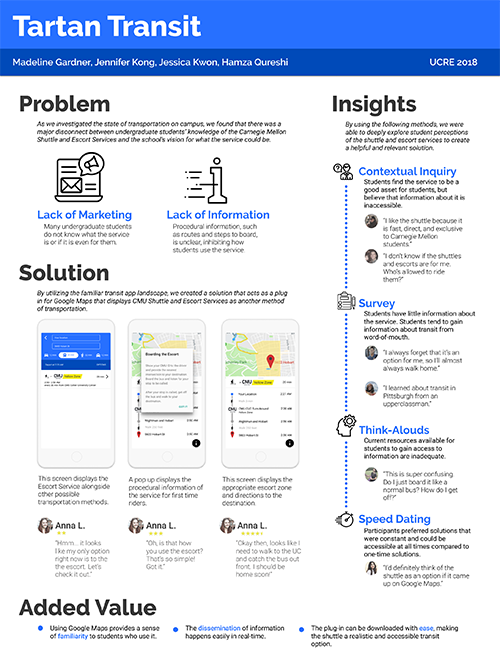 Tartan Transit
Madeline Gardner, Jennifer Kong, Jessica Kwon, Hamza Qureshi
UCRE 2018
Problem
As we investigated the state of transportation on campus, we found that there was a
major disconnect between undergraduate students' knowledge of the Carnegie Mellon
Shuttle and Escort Services and the school's vision for what the service could be.
Lack of Marketing
Many undergraduate students
do not know what the service
is or if it is even for them.
Lack of Information
Procedural information, such
as routes and steps to board,
is unclear, inhibiting how
students use the service
Solution
By utilizing the familiar transit app landscape, we created a solution that acts as a plug
in for Google Maps that displays CMU Shuttle and Escort Services as another method
of transportation.
CMU
Boarding the Escort
GOT IT
CMU
This screen displays the
Escort Service alongside
other possible
transportation methods.
A pop up displays the
procedural information of
the service for first time
riders.
This screen displays the
appropriate escort zone
and directions to the
destination.
Anna L.
"Hmm... it looks
like my only option
right now is to the
the escort. Let's
check it out."
Anna L.
"Oh, is that how
you use the escort?
That's so simple!
Got it."
Anna L.
"Okay then, looks like I
need to walk to the UC
and catch the bus out
front. I should be
home soon!"
Insights
By using the following methods, we were
able to deeply explore student perceptions
of the shuttle and escort services to create
a helpful and relevant solution.
Contextual Inquiry
Students find the service to be a
good asset for students, but
believe that information about it is
inaccessible.
"I like the shuttle because it
is fast, direct, and exclusive
to Carnegie Mellon
students."
"I don't know if the shuttles
and escorts are for me.
Who's allowed to ride
them?"
Survey
Students have little information about
the service. Students tend to gain
information about transit from
word-of-mouth.
"I always forget that it's an
option for me, so I'll almost
always walk home."
"I learned about transit in
Pittsburgh from an
upperclassman."
Think-Alouds
Current resources available for
students to gain access to
information are inadequate.
"This is super confusing.
Do I just board it like a
normal bus? How do I get
off?"
Speed Dating
Participants preferred solutions that
were constant and could be
accessible at all times compared to
one-time solutions.
"I'd definitely think of the
shuttle as an option if it came
up on Google Maps."
Added Value
Using Google Maps provides a sense
of familiarity to students who use it.
The dissemination of information
happens easily in real-time.
The plug-in can be downloaded with ease, making
the shuttle a realistic and accessible transit
option.